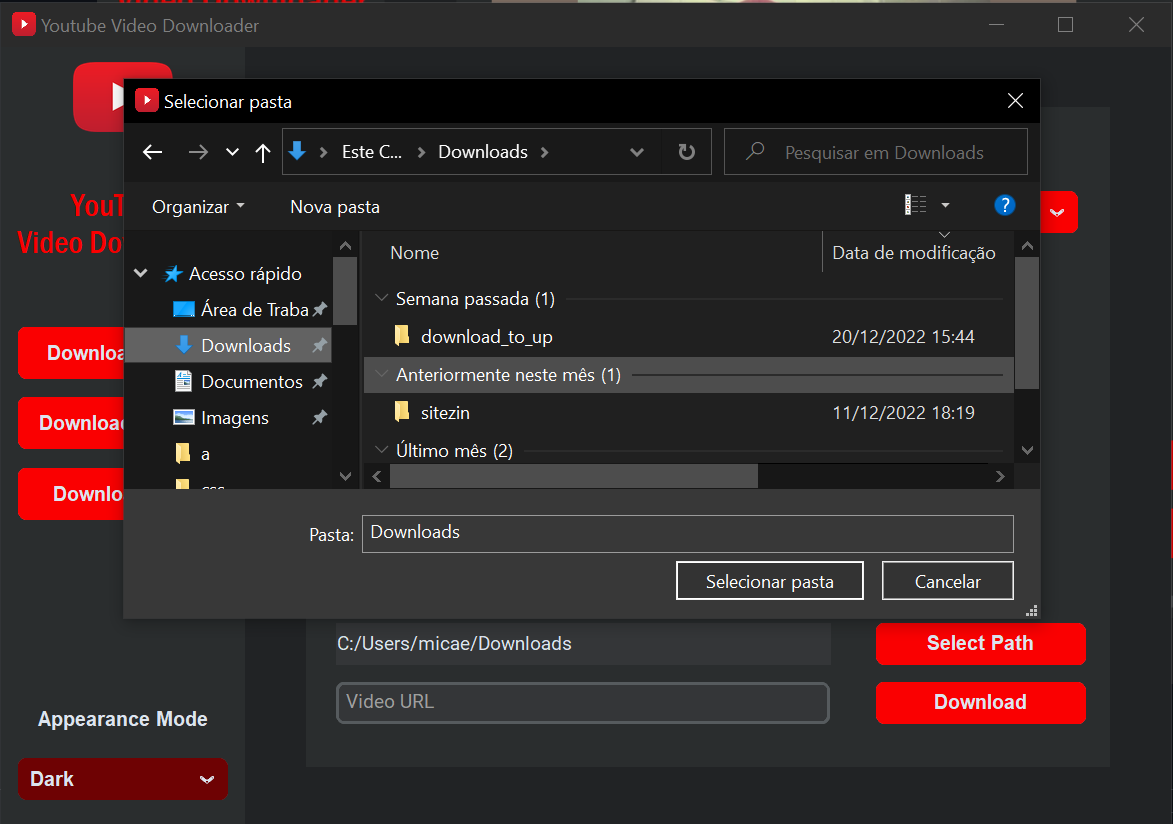 Youtube Video Downloader
Selecionar pasta
Este C...
Downloads
Pesquisar em Downloads
Organizar
Nova pasta
?
YouT
Video Do
Nome
Data de modificação
Acesso rápido
Semana passada (1)
Área de Traba
download_to_up
20/12/2022 15:44
Downloads
Anteriormente neste mês (1)
Documentos
sitezin
11/12/2022 18:19
Imagens
Último mês (2)
a
css
Downloa
Download
Downlo
Pasta:
Downloads
Selecionar pasta
Cancelar
C:/Users/micae/Downloads
Select Path
Video URL
Download
Appearance Mode
Dark